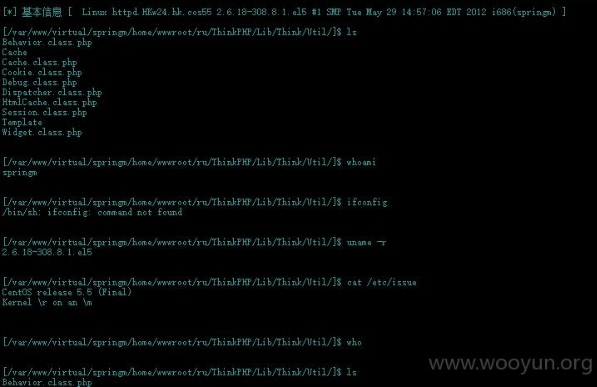 [*] 基本信息 [  Linux httpd.HKw24.hk.ccs55 2.6.18-308.8.1.el5 #1 SMP Tue May 29 14:57:06 EDT 2012 i686(springm) ]
[/var/www/virtual/springm/home/wwwroot/ru/ThinkPHP/Lib/Think/Util/]$ ls
Behavior.class.php
Cache
Cache.class.php
Cookie.class.php
Debug.class.php
Dispatcher.class.php
HtmlCache.class.php
Session.class.php
Template
Widget.class.php
[/var/www/virtual/springm/home/wwwroot/ru/ThinkPHP/Lib/Think/Util/]$ whoami
springm
[/var/www/virtual/springm/home/wwwroot/ru/ThinkPHP/Lib/Think/Util/]$ ifconfig
/bin/sh: ifconfig: command not found
[/var/www/virtual/springm/home/wwwroot/ru/ThinkPHP/Lib/Think/Util/]$ uname -r
2.6.18-308.8.1.el5
[/var/www/virtual/springm/home/wwwroot/ru/ThinkPHP/Lib/Think/Util/]$ cat /etc/issue
CentOS release 5.5 (Final)
Kernel \r on an \m
[/var/www/virtual/springm/home/wwwroot/ru/ThinkPHP/Lib/Think/Util/]$ who
[/var/www/virtual/springm/home/wwwroot/ru/ThinkPHP/Lib/Think/Util/]$ ls
Behavior.class.php
www.wooyun.org